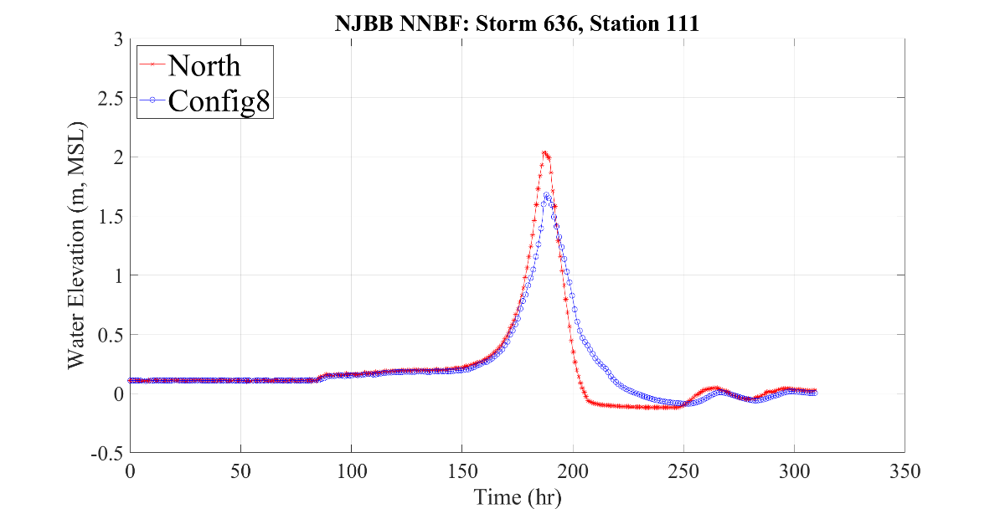 NJBB NNBF: Storm 636, Station 111
North
Config8
Water Elevation (m, MSL)
3
2.5
2
1.5
1
0.5
0
-0.5
0 50 100 150 200 250 300 350
Time (hr)